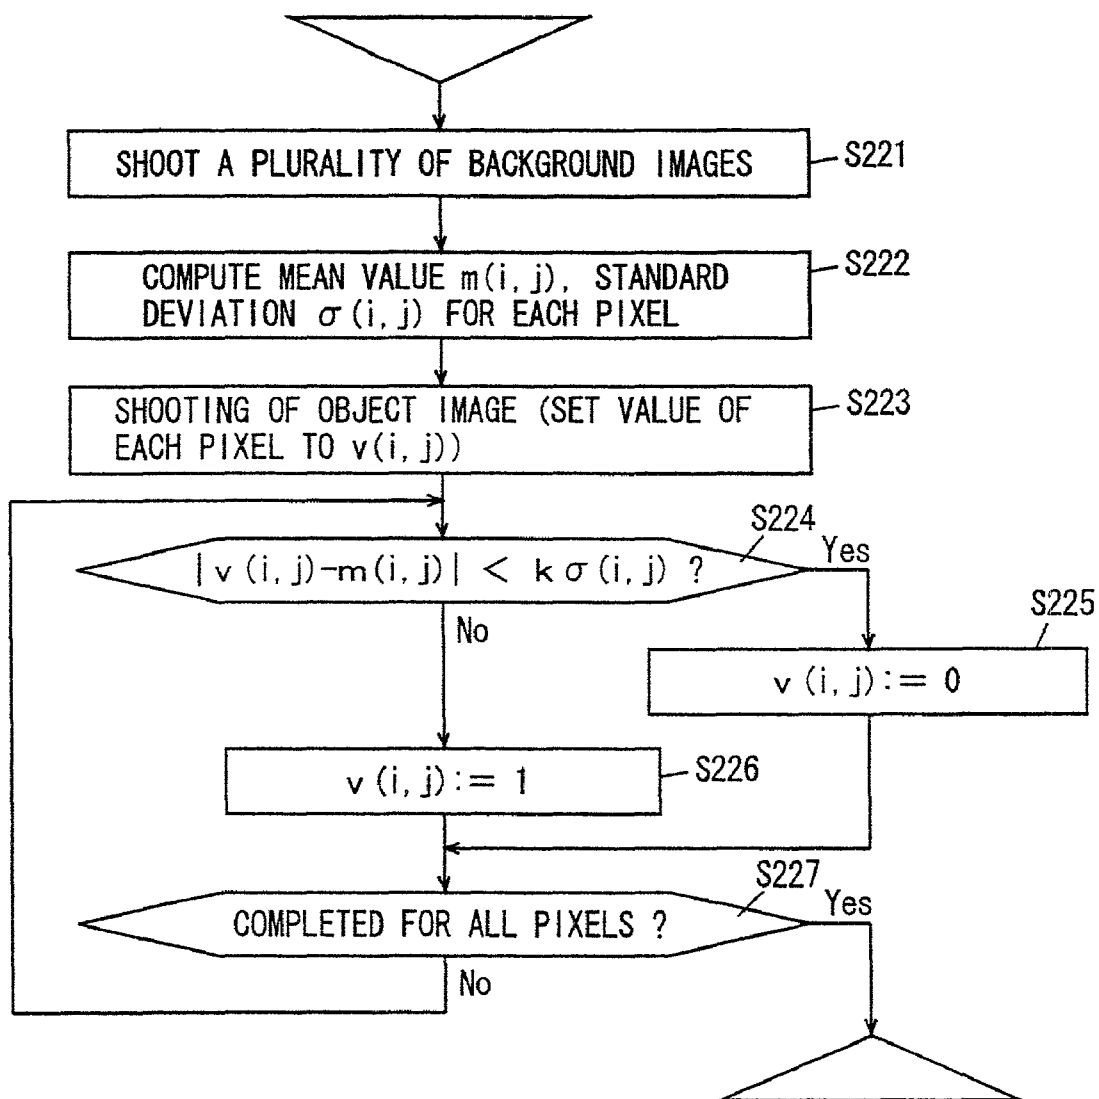 SHOOT A PLURALITY OF BACKGROUND IMAGES
S221
COMPUTE MEAN VALUE m(i, j), STANDARD
DEVIATION σ(i, j) FOR EACH PIXEL
S222
SHOOTING OF OBJECT IMAGE (SET VALUE OF
EACH PIXEL TO v(i, j))
S223
S224
|v(i, j)-m(i, j)| < kσ(i, j) ?
Yes
No
S225
v(i, j):= 0
v(i, j):= 1
S226
S227
COMPLETED FOR ALL PIXELS ?
Yes
No